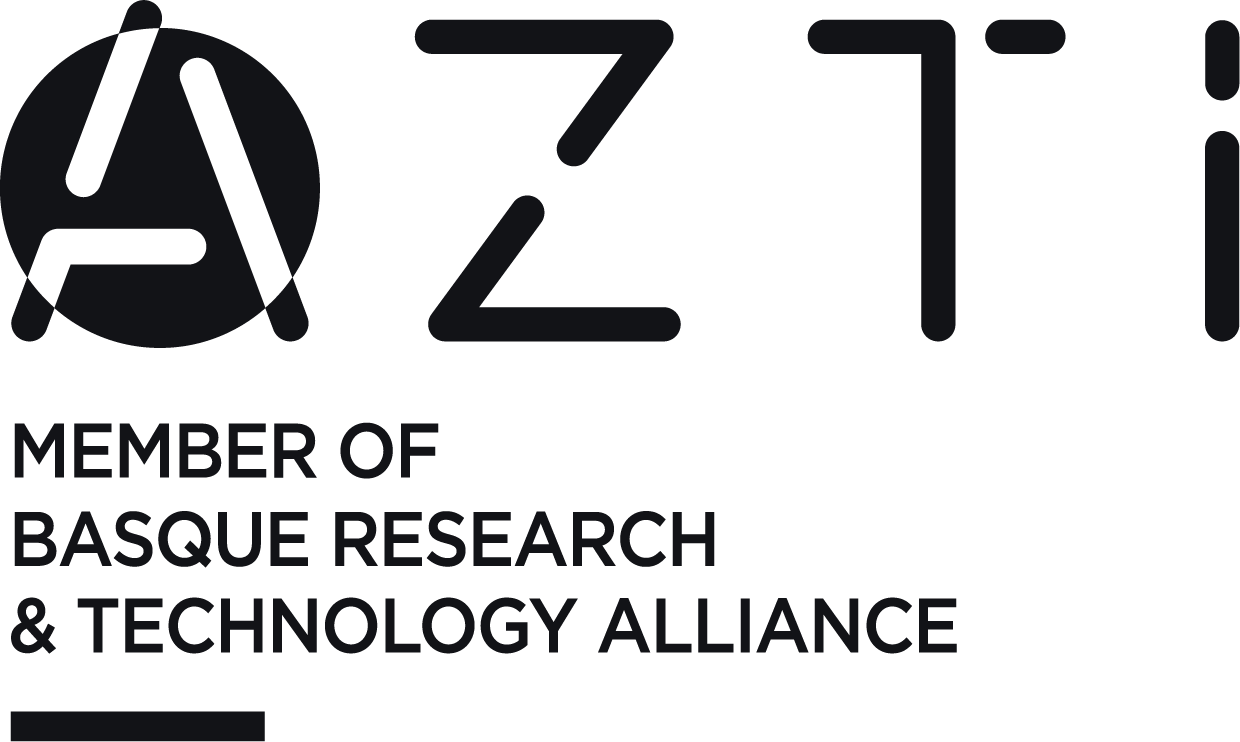 AZTi
MEMBER OF
BASQUE RESEARCH
& TECHNOLOGY ALLIANCE